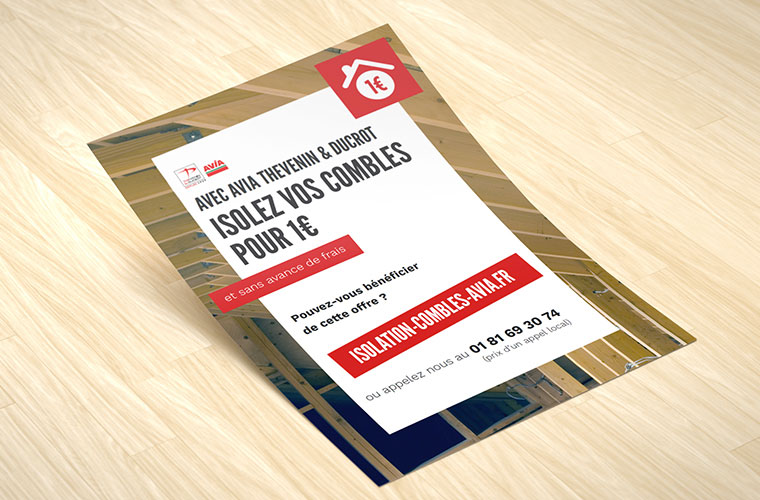 1€
AVIA
AVEC AVIA THEVENIN & DUCROT
ISOLEZ VOS COMBLES
POUR 1€
et sans avance de frais
Pouvez-vous bénéficier
de cette offre ?
ISOLATION-COMBLES-AVIA.FR
ou appelez nous au 01 81 69 30 74
(prix d'un appel local)